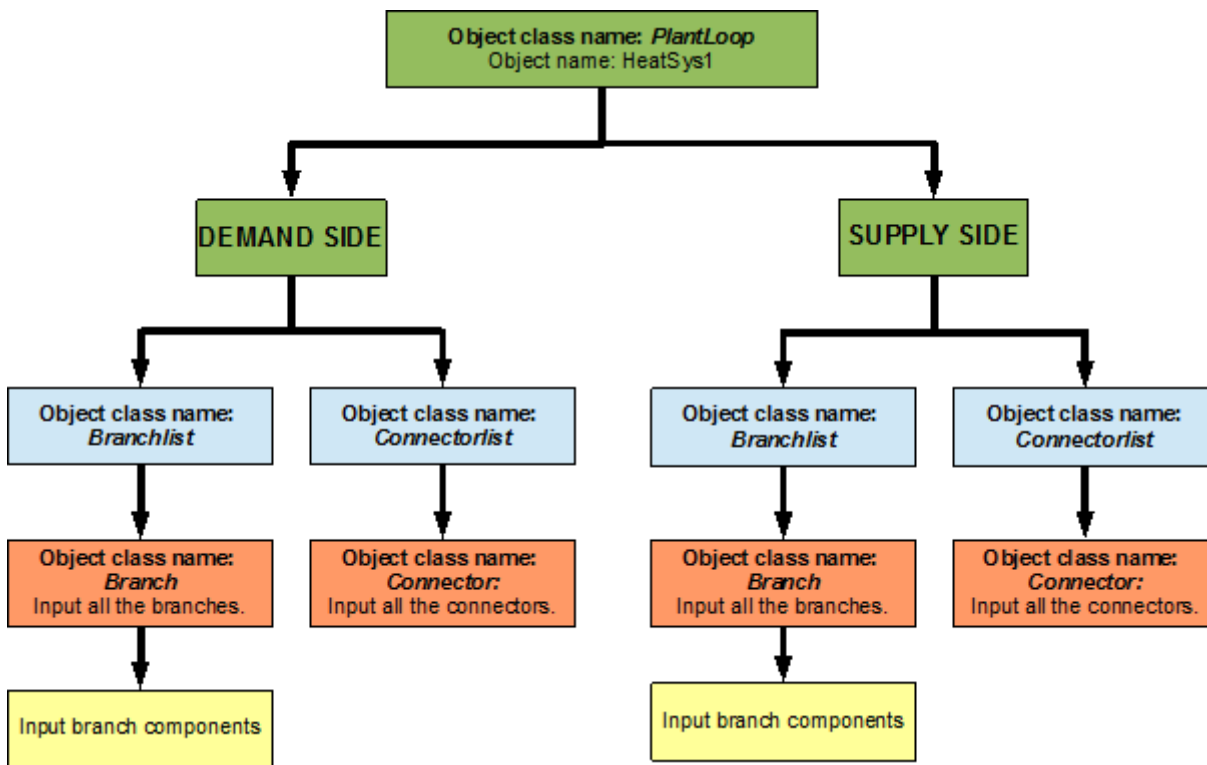 Object class name: PlantLoop
Object name: HeatSys1
DEMAND SIDE
SUPPLY SIDE
Object class name:
Branchlist
Object class name:
Connectorlist
Object class name:
Branchlist
Object class name:
Connectorlist
Object class name:
Branch
Input all the branches.
Object class name:
Connector:
Input all the connectors.
Object class name:
Branch
Input all the branches.
Object class name:
Connector:
Input all the connectors.
Input branch components
Input branch components